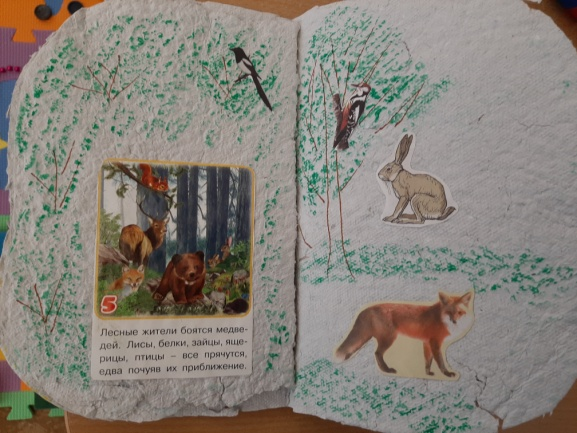 5
Лесные жители боятся медве-
дей. Лисы, белки, зайцы, яще-
рицы, птицы – все прячутся,
едва почуяв их приближение.